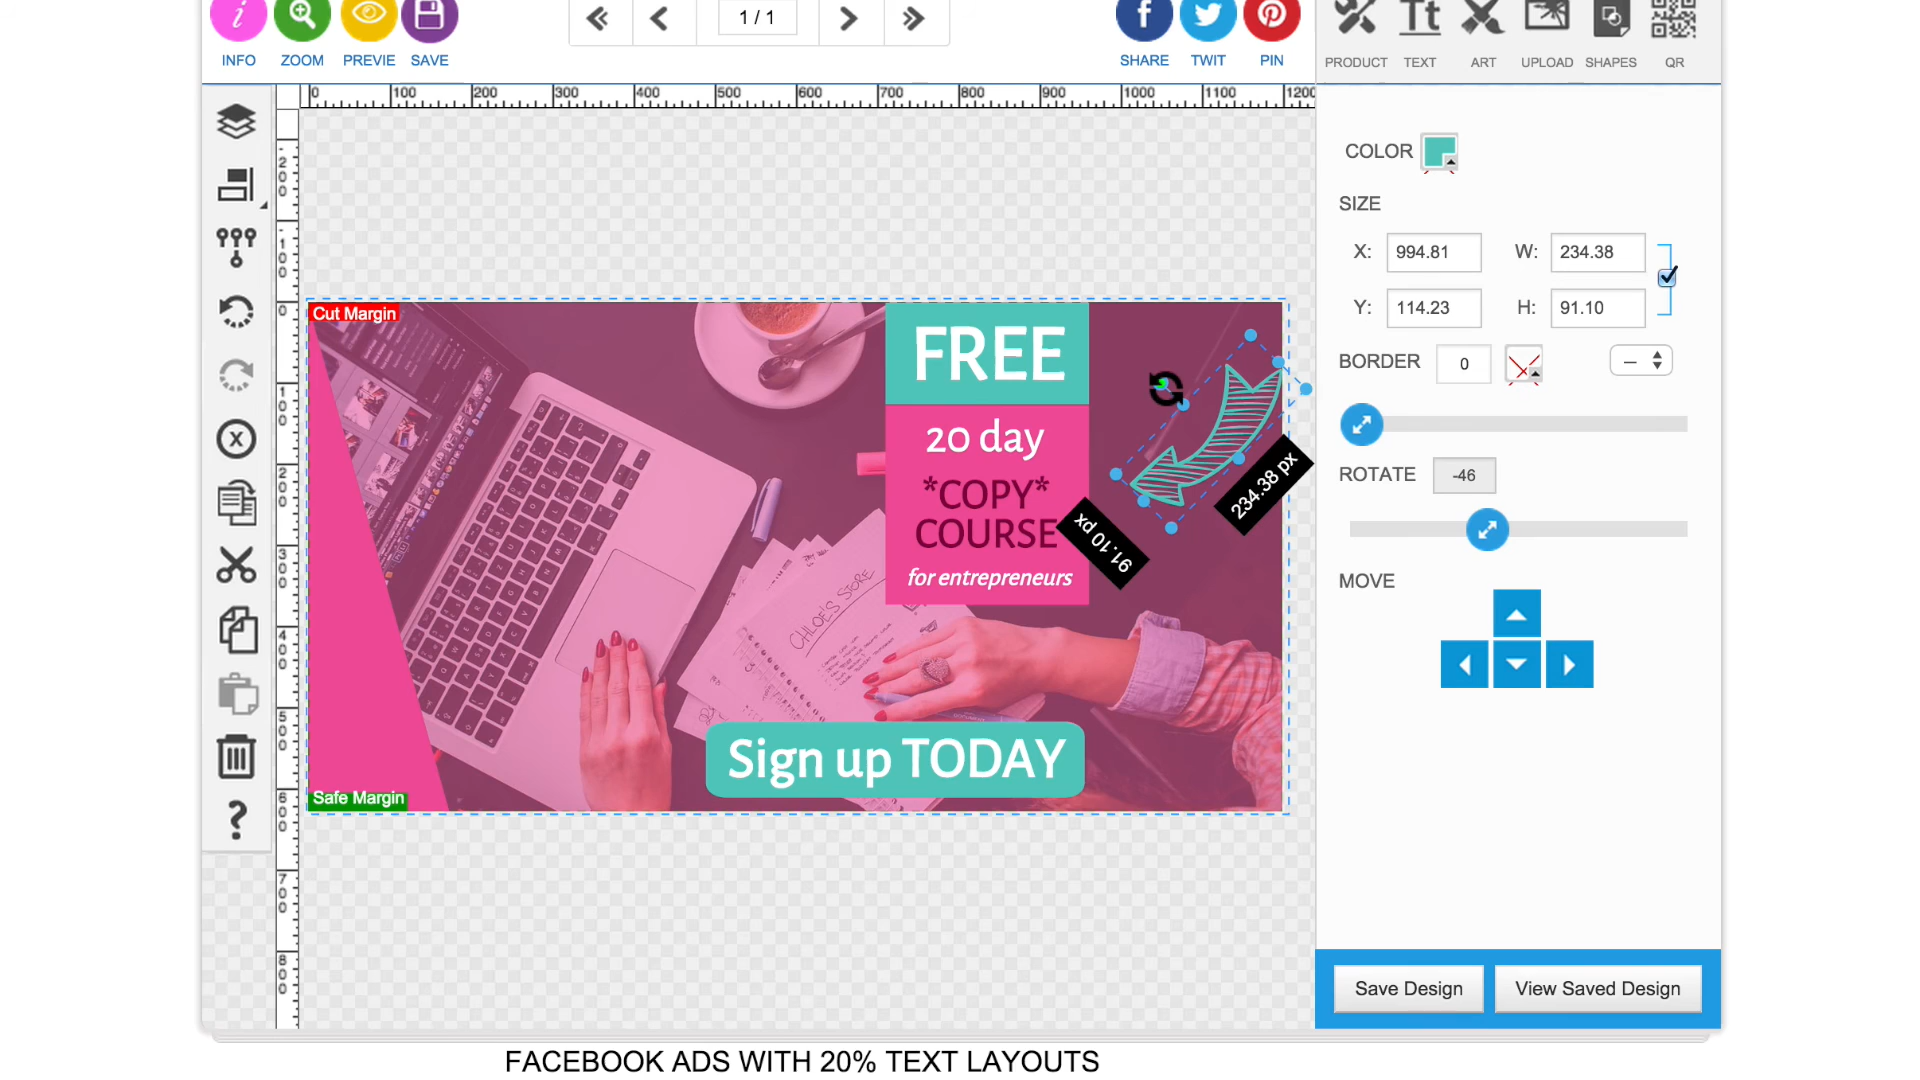 1 / 1
INFO ZOOM PREVIE SAVE SHARE TWIT PIN PRODUCT TEXT ART UPLOAD SHAPES QR
0 100 200 300 400 500 600 700 800 900 1000 1100 1200
COLOR
SIZE
X: 994.81 W: 234.38
Y: 114.23 H: 91.10
BORDER 0 –
ROTATE -46
MOVE
Cut Margin
FREE
20 day
*COPY*
COURSE
for entrepreneurs
234.38 px
91.10 px
CHLOE'S STORE
Sign up TODAY
Safe Margin
Save Design View Saved Design
FACEBOOK ADS WITH 20% TEXT LAYOUTS